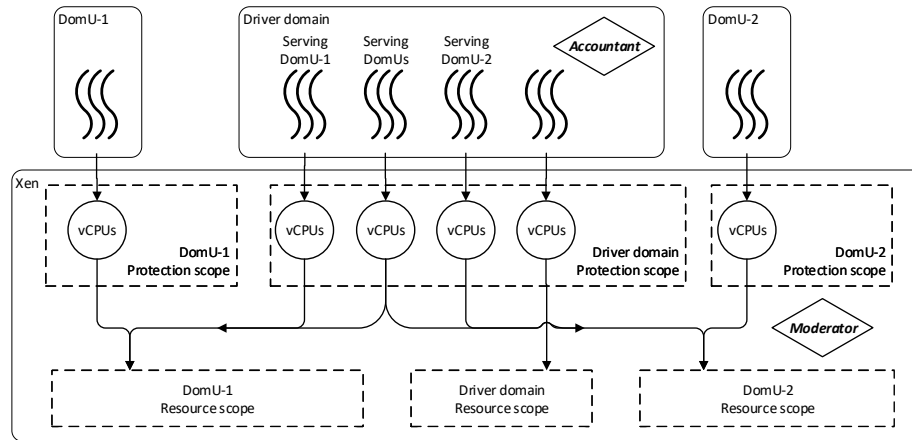 DomU-1
Driver domain
DomU-2
Serving
DomU-1
Serving
DomUs
Serving
DomU-2
Accountant
Xen
vCPUs
vCPUs
vCPUs
vCPUs
vCPUs
vCPUs
DomU-1
Protection scope
Driver domain
Protection scope
DomU-2
Protection scope
Moderator
DomU-1
Resource scope
Driver domain
Resource scope
DomU-2
Resource scope